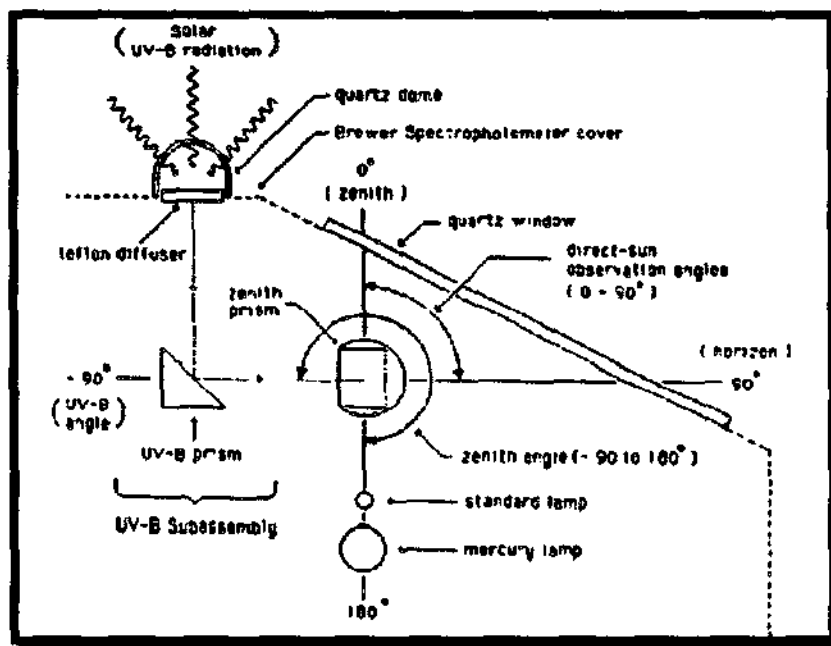 Solar
( UV-B radiation )
quartz dome
Brewer Spectrophotometer cover
0°
( zenith )
quartz window
teflon diffuser
direct-sun
observation angles
( 0 - 90° )
zenith
prism
( horizon )
- 90°
90°
( UV-B
angle )
UV-B prism
zenith angle (- 90 to 180°)
standard lamp
UV-B Subassembly
mercury lamp
180°